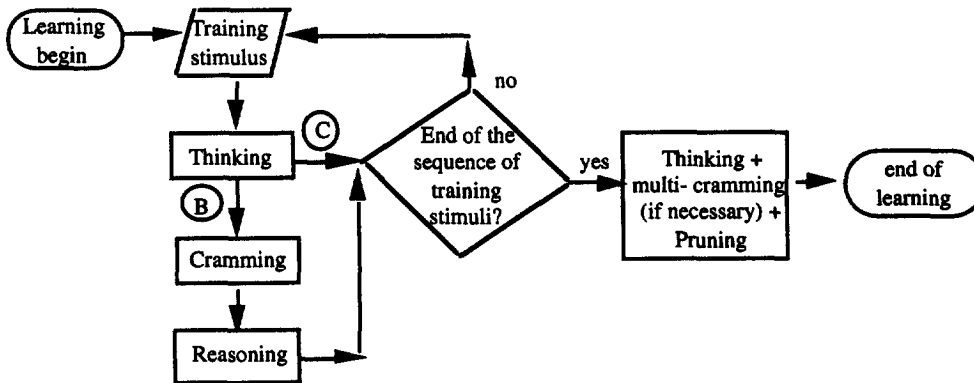 Learning
begin
Training
stimulus
no
C
Thinking
B
Cramming
Reasoning
End of the
sequence of
training
stimuli?
yes
Thinking +
multi- cramming
(if necessary) +
Pruning
end of
learning